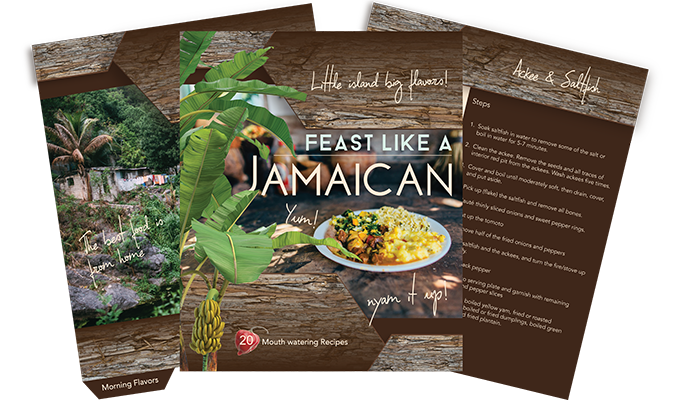 The best food is
from home
Morning Flavors
Little island big flavors!
FEAST LIKE A
JAMAICAN
Yum!
nyam it up!
20 Mouth watering Recipes
Ackee & Saltfish
Steps
1. Soak saltfish in water to remove some of the salt or
boil in water for 5-7 minutes.
2. Clean the ackee. Remove the seeds and all traces of
interior red pit from the ackees. Wash ackees five times.
Cover and boil until moderately soft, then drain, cover,
and put aside.
Pick up (flake) the saltfish and remove all bones.
thinly sliced onions and sweet pepper rings.
up the tomato
half of the fried onions and peppers
saltfish and the ackees, and turn the fire/stove up
pepper
serving plate and garnish with remaining
pepper slices
boiled yellow yam, fried or roasted
boiled or fried dumplings, boiled green
fried plantain.